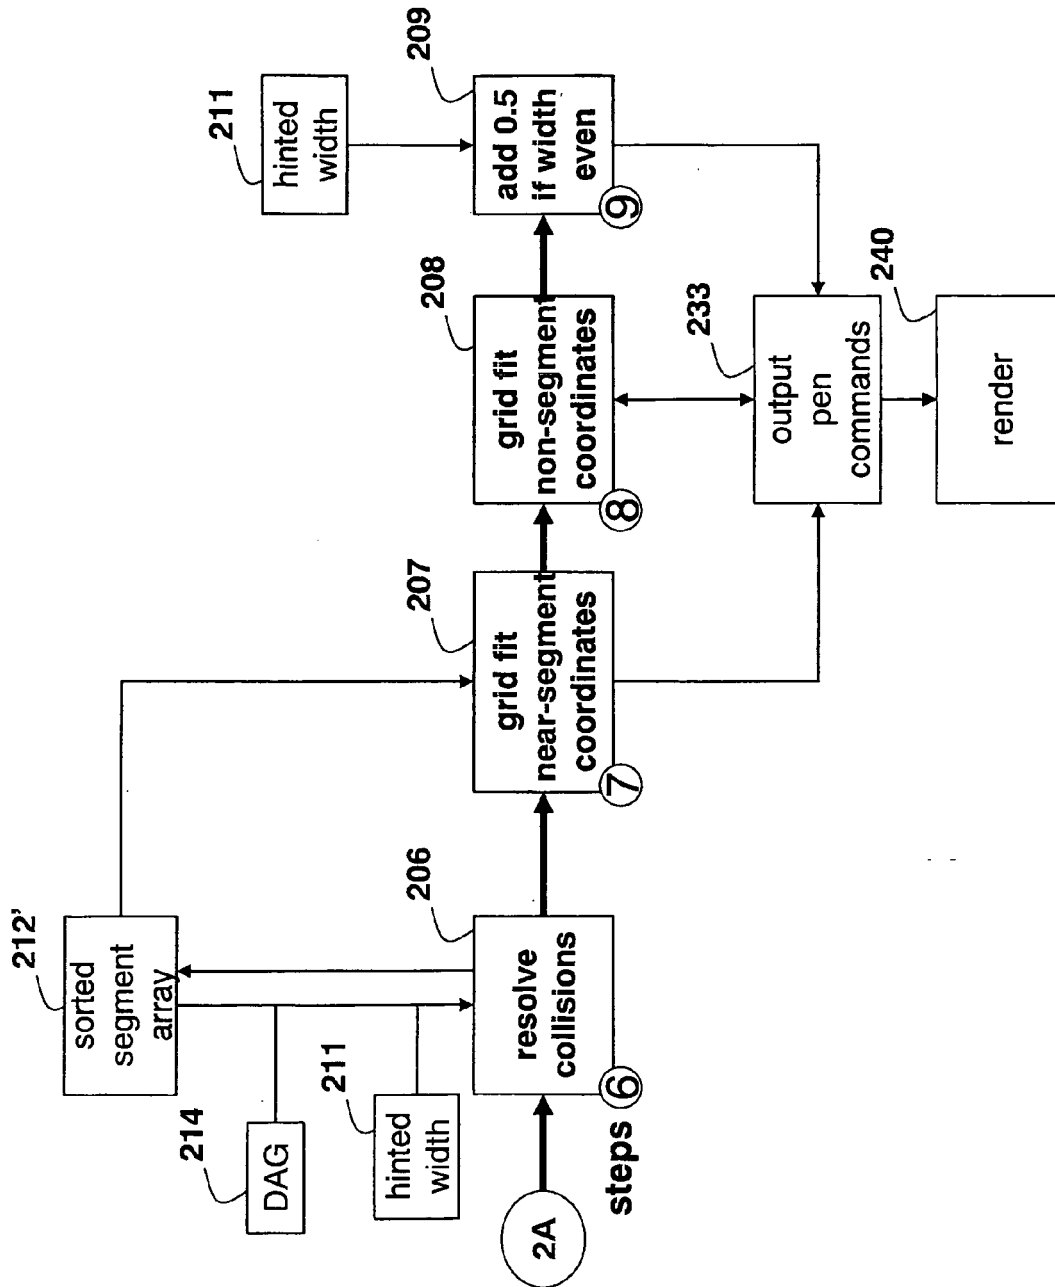 212'
sorted
segment
array
214
DAG
211
hinted
width
2A
steps
6
206
resolve
collisions
7
207
grid fit
near-segment
coordinates
8
208
grid fit
non-segment
coordinates
9
209
add 0.5
if width
even
211
hinted
width
233
output
pen
commands
240
render